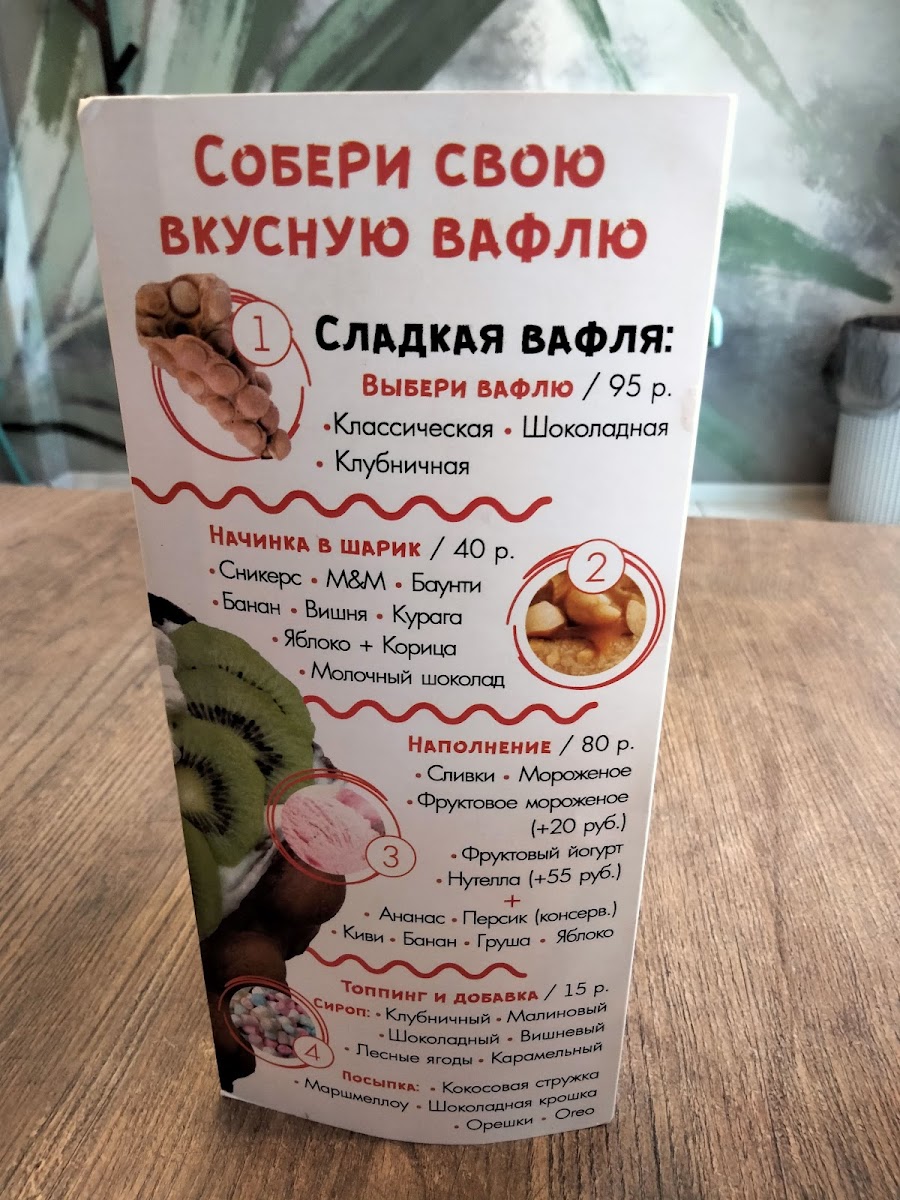 Собери свою
вкусную вафлю
1
Сладкая вафля:
Выбери вафлю / 95 р.
•Классическая • Шоколадная
• Клубничная
Начинка в шарик / 40 р.
2
•Сникерс • M&M • Баунти
•Банан • Вишня • Курага
•Яблоко + Корица
•Молочный шоколад
Наполнение / 80 р.
•Сливки • Мороженое
•Фруктовое мороженое
(+20 руб.)
3
•Фруктовый йогурт
•Нутелла (+55 руб.)
+
• Ананас •Персик (консерв.)
•Киви •Банан •Груша • Яблоко
Топпинг и добавка / 15 р.
Сироп: •Клубничный •Малиновый
•Шоколадный •Вишневый
4
•Лесные ягоды •Карамельный
Посыпка: •Кокосовая стружка
•Маршмеллоу •Шоколадная крошка
•Орешки •Oreo